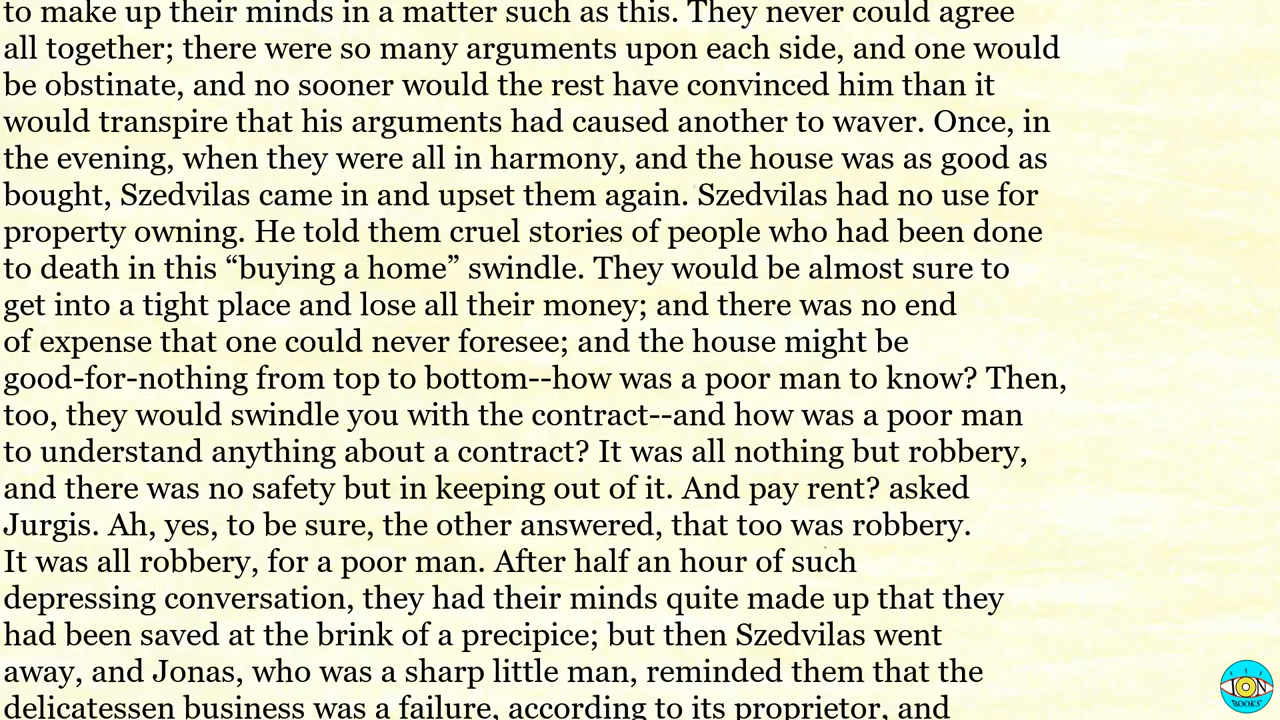 to make up their minds in a matter such as this. They never could agree
all together; there were so many arguments upon each side, and one would
be obstinate, and no sooner would the rest have convinced him than it
would transpire that his arguments had caused another to waver. Once, in
the evening, when they were all in harmony, and the house was as good as
bought, Szedvilas came in and upset them again. Szedvilas had no use for
property owning. He told them cruel stories of people who had been done
to death in this “buying a home” swindle. They would be almost sure to
get into a tight place and lose all their money; and there was no end
of expense that one could never foresee; and the house might be
good-for-nothing from top to bottom--how was a poor man to know? Then,
too, they would swindle you with the contract--and how was a poor man
to understand anything about a contract? It was all nothing but robbery,
and there was no safety but in keeping out of it. And pay rent? asked
Jurgis. Ah, yes, to be sure, the other answered, that too was robbery.
It was all robbery, for a poor man. After half an hour of such
depressing conversation, they had their minds quite made up that they
had been saved at the brink of a precipice; but then Szedvilas went
away, and Jonas, who was a sharp little man, reminded them that the
delicatessen business was a failure, according to its proprietor, and
ION
BOOKS